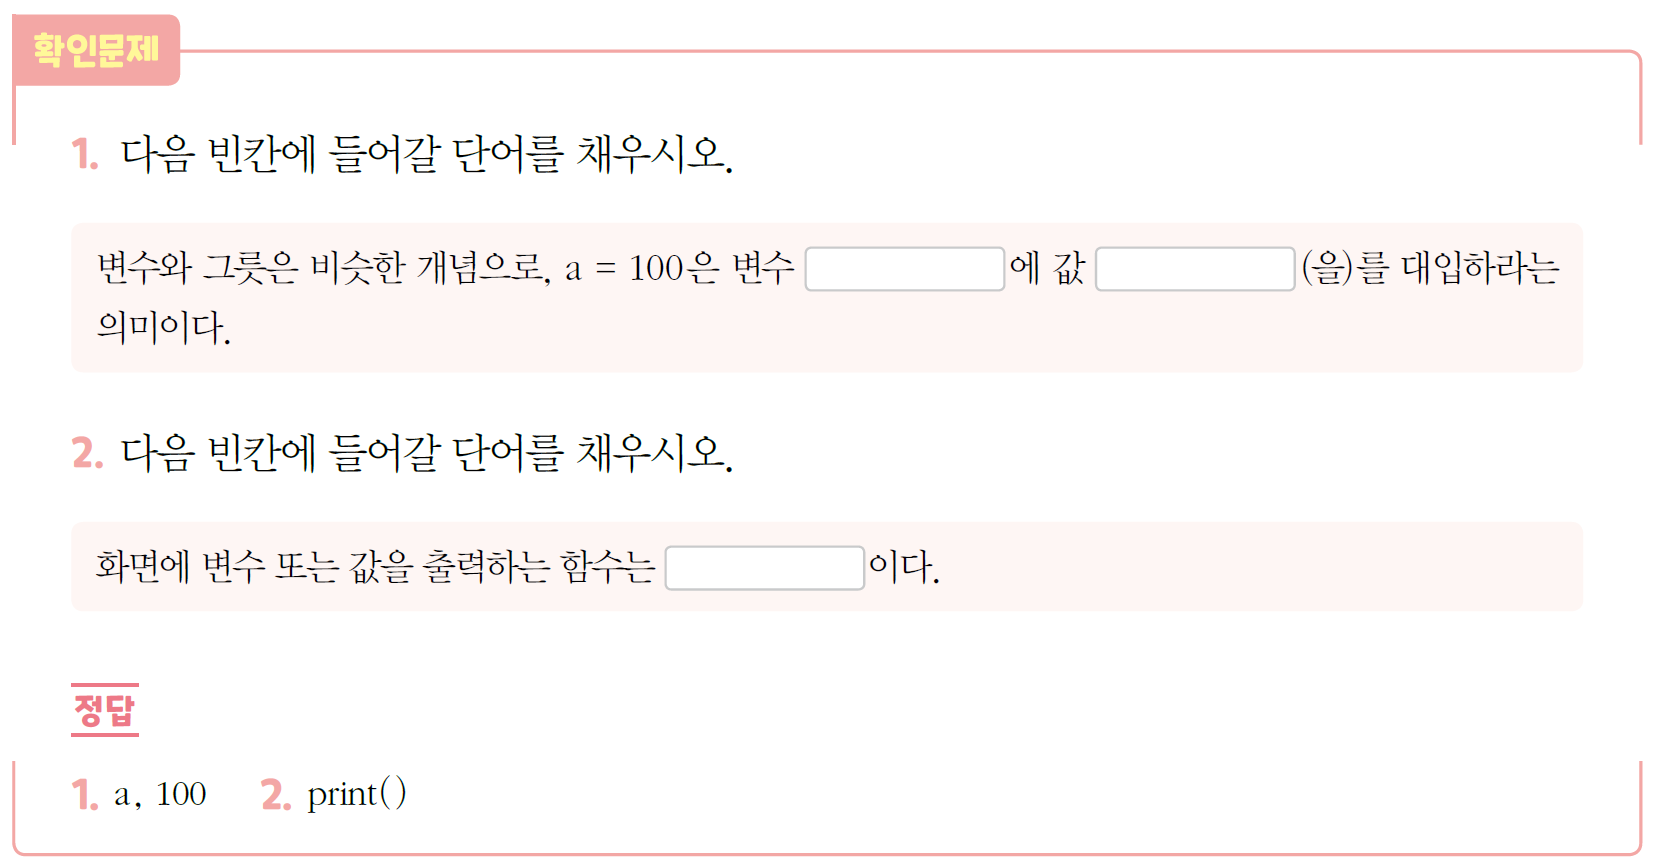 확인문제
1. 다음 빈칸에 들어갈 단어를 채우시오.
변수와 그릇은 비슷한 개념으로, a = 100은 변수 에 값 (을)를 대입하라는
의미이다.
2. 다음 빈칸에 들어갈 단어를 채우시오.
화면에 변수 또는 값을 출력하는 함수는 이다.
정답
1. a, 100 2. print()